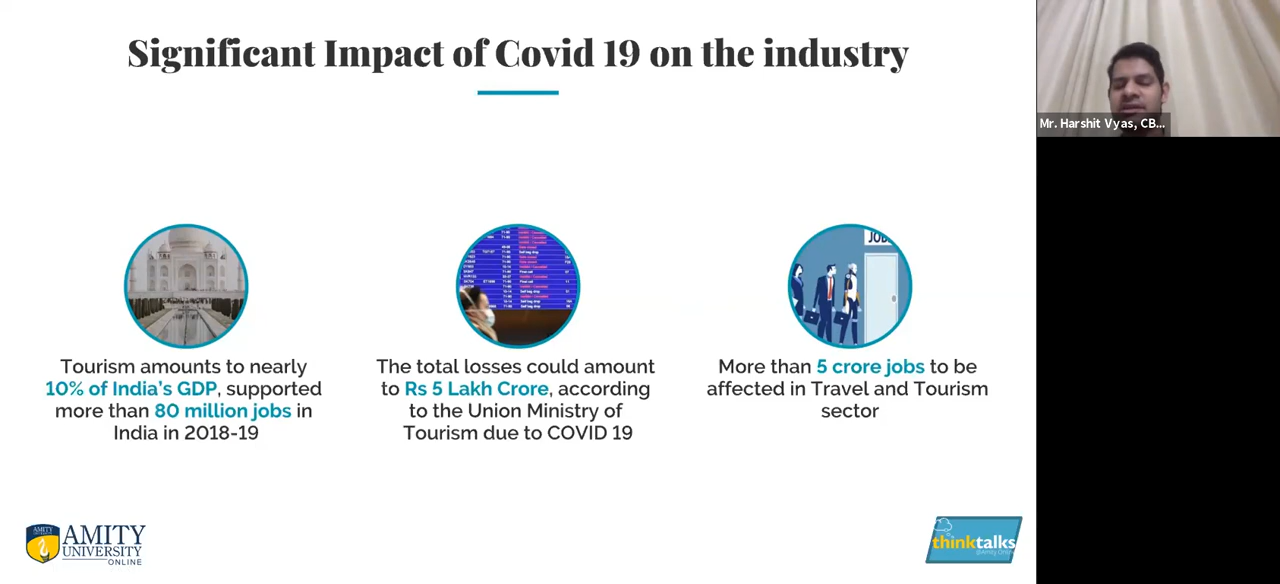 Significant Impact of Covid 19 on the industry
Mr. Harshit Vyas, CB...
JOB
Tourism amounts to nearly
10% of India's GDP, supported
more than 80 million jobs in
India in 2018-19
The total losses could amount
to Rs 5 Lakh Crore, according
to the Union Ministry of
Tourism due to COVID 19
More than 5 crore jobs to be
affected in Travel and Tourism
sector
AMITY
AMITY
UNIVERSITY
ONLINE
thinktalks
@Amity Online